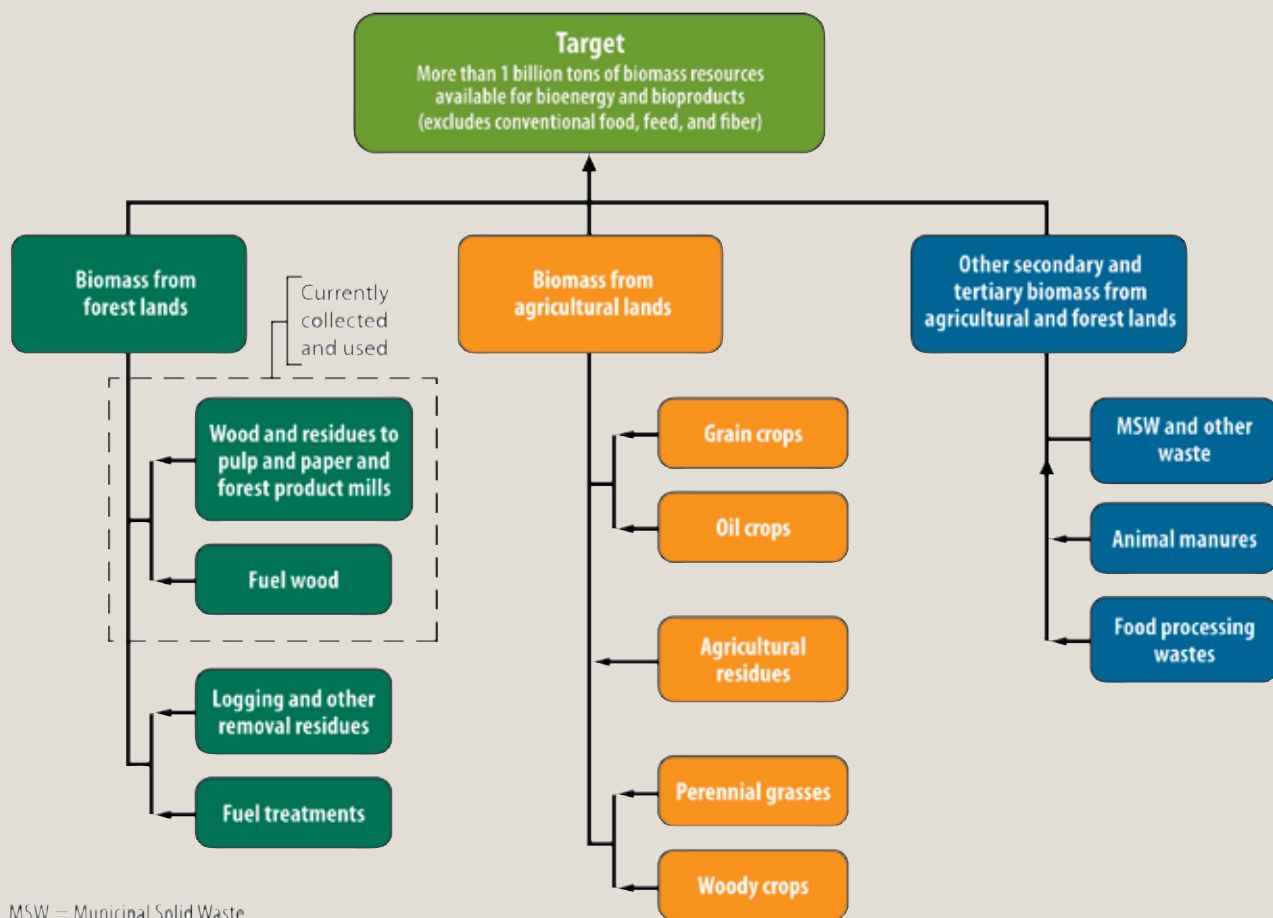 Target
More than 1 billion tons of biomass resources
available for bioenergy and bioproducts
(excludes conventional food, feed, and fiber)
Biomass from
forest lands
Currently
collected
and used
Wood and residues to
pulp and paper and
forest product mills
Fuel wood
Logging and other
removal residues
Fuel treatments
Biomass from
agricultural lands
Grain crops
Oil crops
Agricultural
residues
Perennial grasses
Woody crops
Other secondary and
tertiary biomass from
agricultural and forest lands
MSW and other
waste
Animal manures
Food processing
wastes
MSW = Municipal Solid Waste